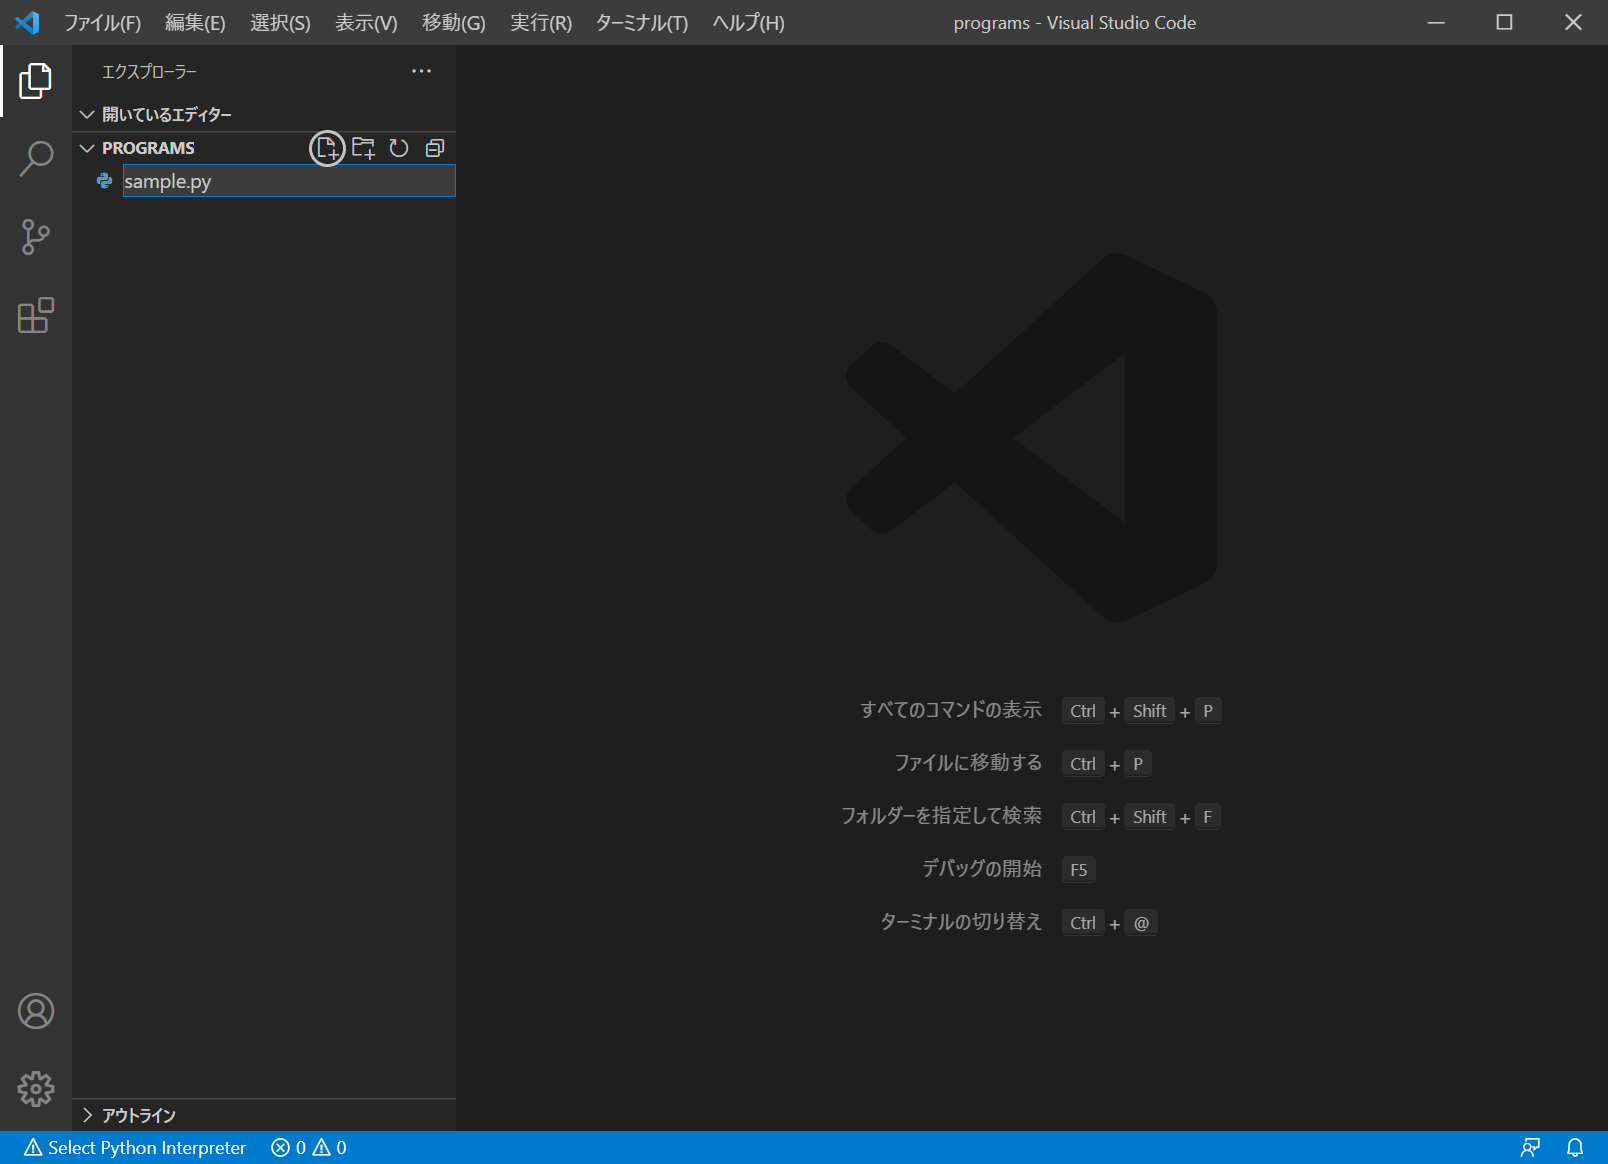 ファイル(F) 編集(E) 選択(S) 表示(V) 移動(G) 実行(R) ターミナル(T) ヘルプ(H) programs - Visual Studio Code
エクスプローラー
開いているエディター
PROGRAMS
sample.py
すべてのコマンドの表示 Ctrl + Shift + P
ファイルに移動する Ctrl + P
フォルダーを指定して検索 Ctrl + Shift + F
デバッグの開始 F5
ターミナルの切り替え Ctrl + @
アウトライン
Select Python Interpreter 0 0